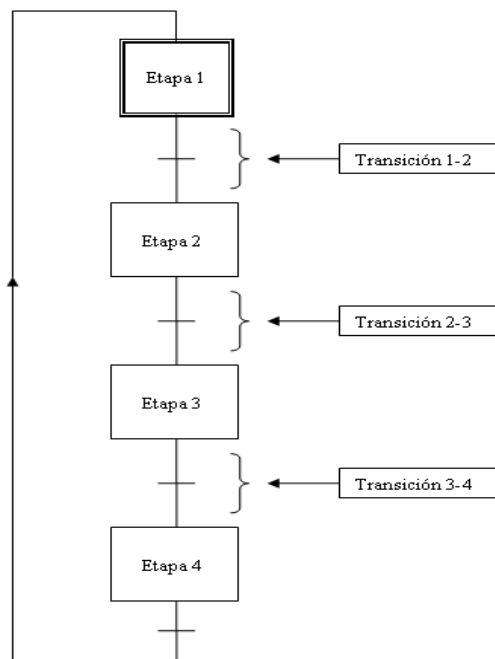 Etapa 1
Transición 1-2
Etapa 2
Transición 2-3
Etapa 3
Transición 3-4
Etapa 4